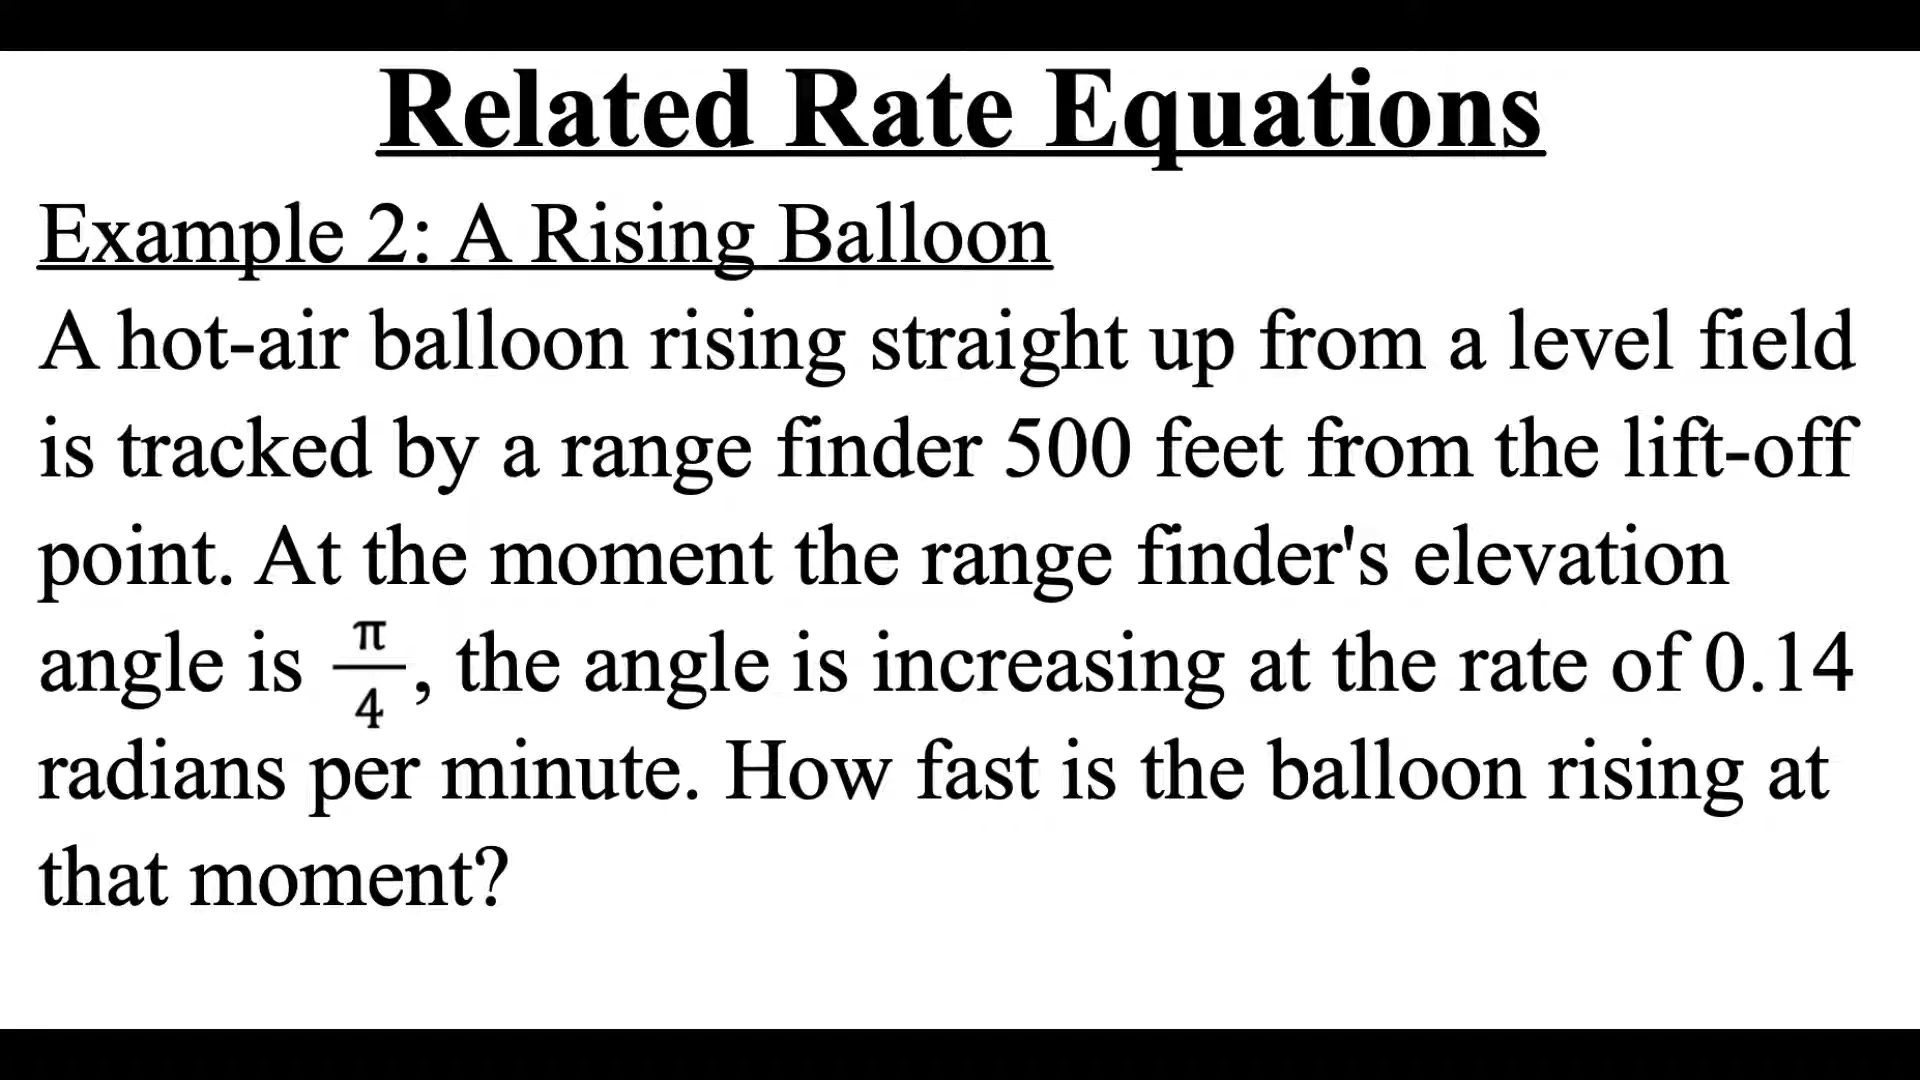 Related Rate Equations
Example 2: A Rising Balloon
A hot-air balloon rising straight up from a level field
is tracked by a range finder 500 feet from the lift-off
point. At the moment the range finder's elevation
angle is π/4, the angle is increasing at the rate of 0.14
radians per minute. How fast is the balloon rising at
that moment?